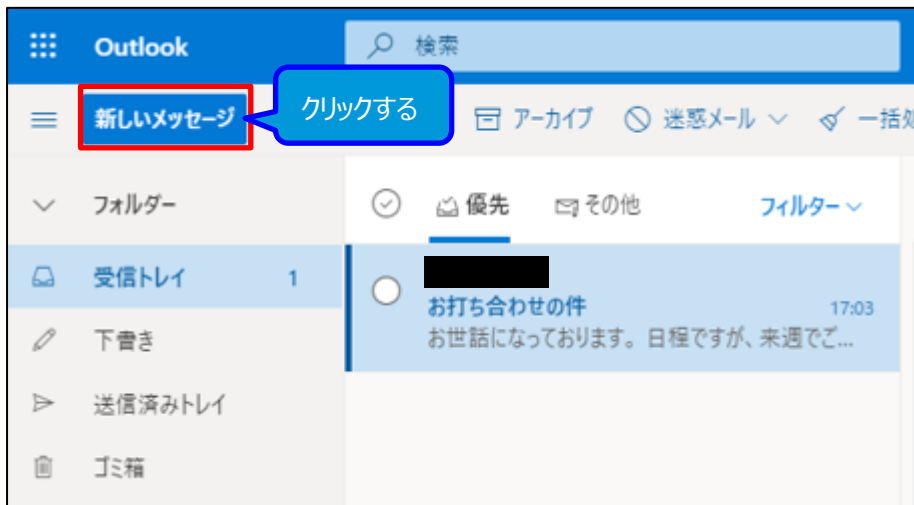 Outlook
検索
新しいメッセージ
クリックする
アーカイブ
迷惑メール
一括処
フォルダー
優先
その他
フィルター
受信トレイ 1
お打ち合わせの件 17:03
お世話になっております。日程ですが、来週でご...
下書き
送信済みトレイ
ゴミ箱